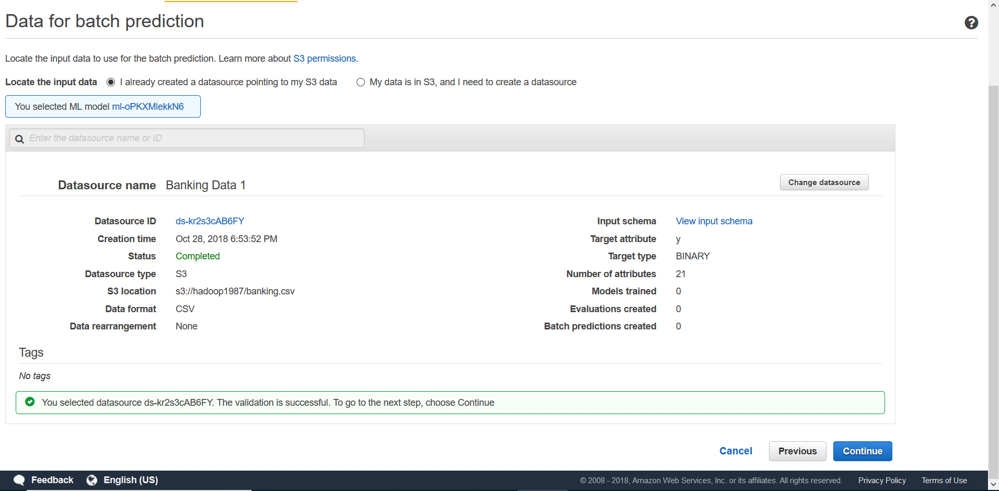 Data for batch prediction
Locate the input data to use for the batch prediction. Learn more about S3 permissions.
Locate the input data I already created a datasource pointing to my S3 data My data is in S3, and I need to create a datasource
You selected ML model ml-oPKXMlekkN6
Enter the datasource name or ID
Datasource name Banking Data 1 Change datasource
Datasource ID ds-kr2s3cAB6FY Input schema View input schema
Creation time Oct 28, 2018 6:53:52 PM Target attribute y
Status Completed Target type BINARY
Datasource type S3 Number of attributes 21
S3 location s3://hadoop1987/banking.csv Models trained 0
Data format CSV Evaluations created 0
Data rearrangement None Batch predictions created 0
Tags
No tags
You selected datasource ds-kr2s3cAB6FY. The validation is successful. To go to the next step, choose Continue
Cancel Previous Continue
Feedback English (US) © 2008 - 2018, Amazon Web Services, Inc. or its affiliates. All rights reserved. Privacy Policy Terms of Use